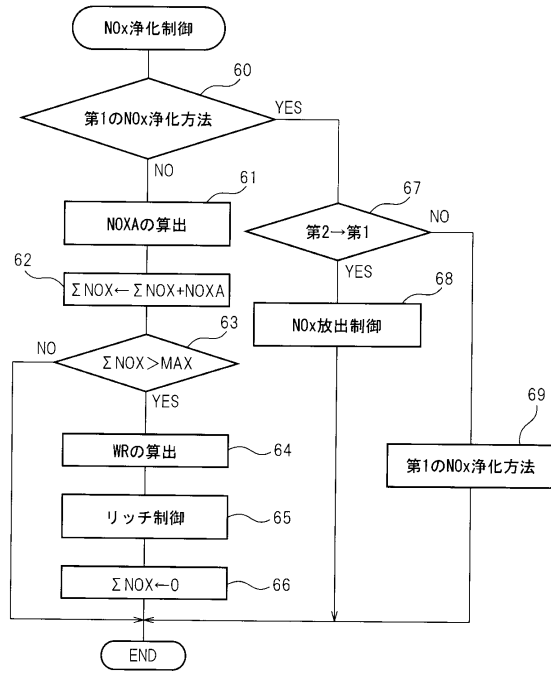 NOx浄化制御
60
第1のNOx浄化方法
YES
NO
61
NOXAの算出
67
第2→第1
NO
YES
62
ΣNOX←ΣNOX+NOXA
68
NOx放出制御
63
NO
ΣNOX>MAX
YES
69
第1のNOx浄化方法
WRの算出
64
リッチ制御
65
ΣNOX←0
66
END